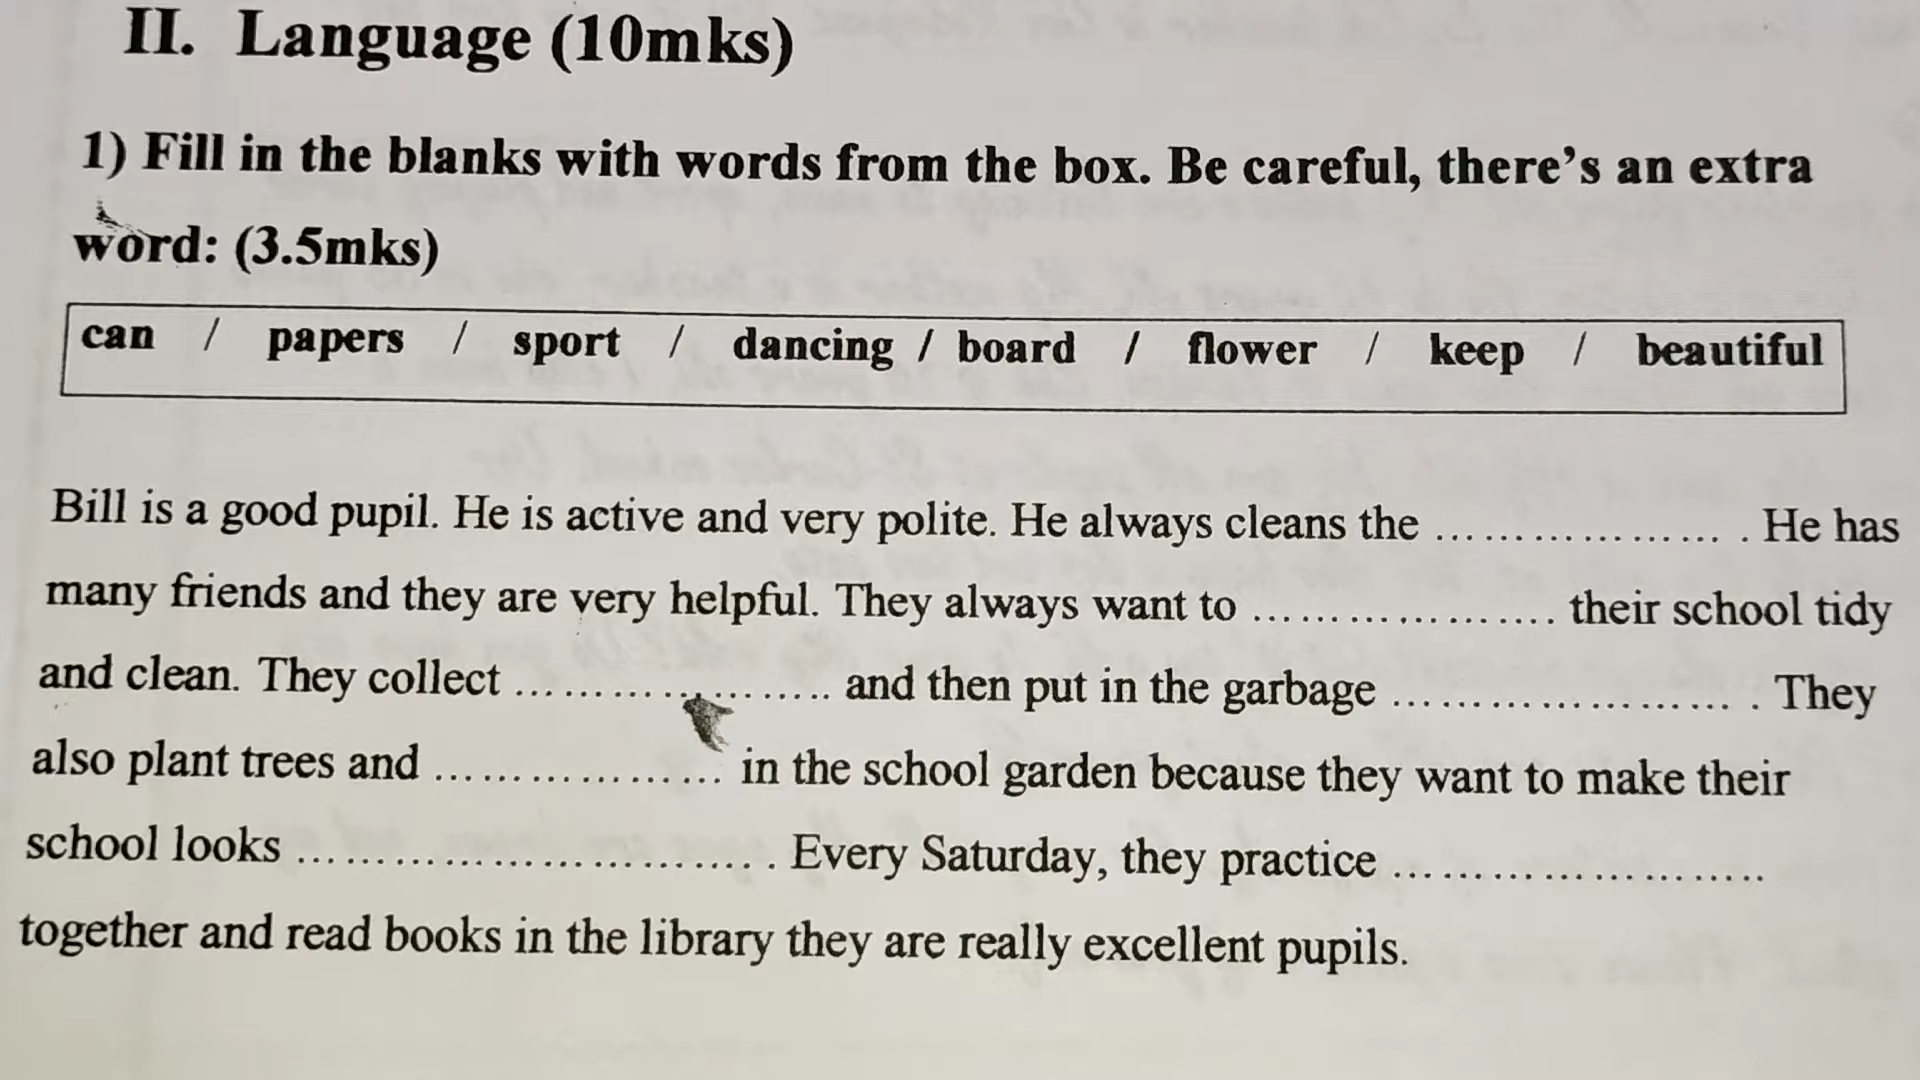 II. Language (10mks)
1) Fill in the blanks with words from the box. Be careful, there's an extra
word: (3.5mks)
can / papers / sport / dancing / board / flower / keep / beautiful
Bill is a good pupil. He is active and very polite. He always cleans the .................. . He has
many friends and they are very helpful. They always want to ................... their school tidy
and clean. They collect .................... and then put in the garbage ..................... . They
also plant trees and .................. in the school garden because they want to make their
school looks .............................. Every Saturday, they practice .......................
together and read books in the library they are really excellent pupils.